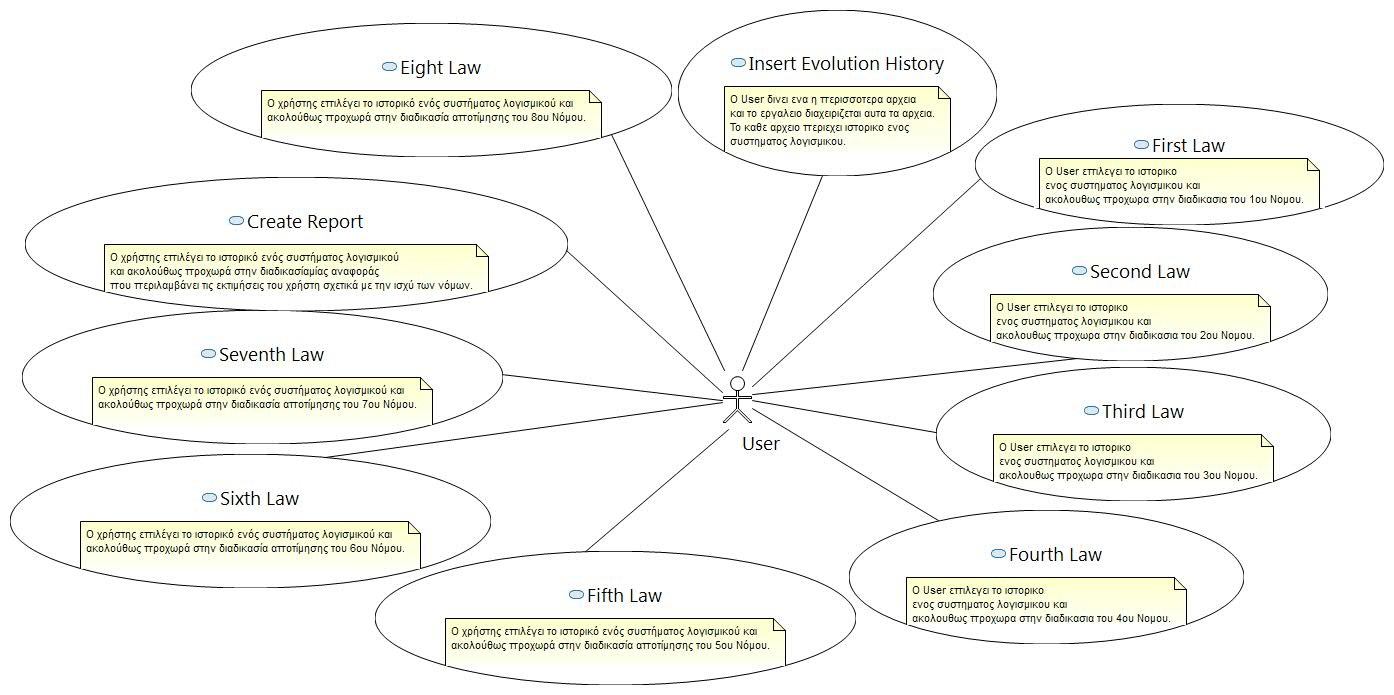 Eight Law
Ο χρήστης επιλέγει το ιστορικό ενός συστήματος λογισμικού και
ακολούθως προχωρά στην διαδικασία αποτίμησης του 8ου Νόμου.
Insert Evolution History
Ο User δινει ενα η περισσοτερα αρχεια
και το εργαλειο διαχειριζεται αυτα τα αρχεια.
Το καθε αρχειο περιεχει ιστορικο ενος
συστηματος λογισμικου.
First Law
Ο User επιλεγει το ιστορικο
ενος συστηματος λογισμικου και
ακολουθως προχωρα στην διαδικασια του 1ου Νομου.
Create Report
Ο χρήστης επιλέγει το ιστορικό ενός συστήματος λογισμικού
και ακολούθως προχωρά στην διαδικασίαμίας αναφοράς
που περιλαμβάνει τις εκτιμήσεις του χρήστη σχετικά με την ισχύ των νόμων.
Second Law
Ο User επιλεγει το ιστορικο
ενος συστηματος λογισμικου και
ακολουθως προχωρα στην διαδικασια του 2ου Νομου.
Seventh Law
Ο χρήστης επιλέγει το ιστορικό ενός συστήματος λογισμικού και
ακολούθως προχωρά στην διαδικασία αποτίμησης του 7ου Νόμου.
User
Third Law
Ο User επιλεγει το ιστορικο
ενος συστηματος λογισμικου και
ακολουθως προχωρα στην διαδικασια του 3ου Νομου.
Sixth Law
Ο χρήστης επιλέγει το ιστορικό ενός συστήματος λογισμικού και
ακολούθως προχωρά στην διαδικασία αποτίμησης του 6ου Νόμου.
Fourth Law
Ο User επιλεγει το ιστορικο
ενος συστηματος λογισμικου και
ακολουθως προχωρα στην διαδικασια του 4ου Νομου.
Fifth Law
Ο χρήστης επιλέγει το ιστορικό ενός συστήματος λογισμικού και
ακολούθως προχωρά στην διαδικασία αποτίμησης του 5ου Νόμου.